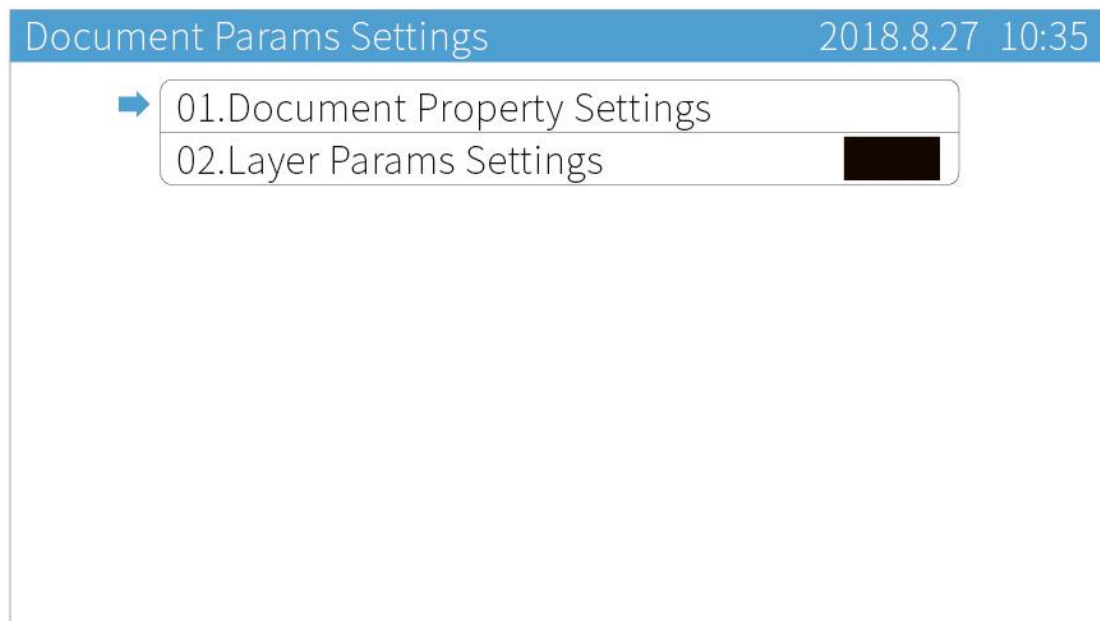 Document Params Settings 2018.8.27 10:35
01.Document Property Settings
02.Layer Params Settings